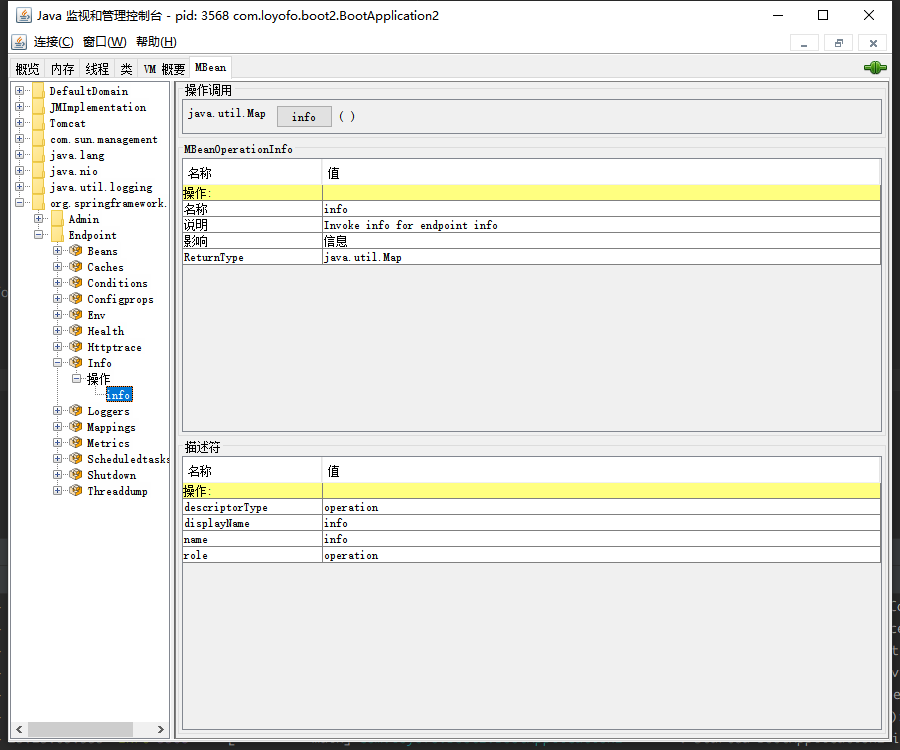 Java 监视和管理控制台 - pid: 3568 com.loyofo.boot2.BootApplication2
连接(C) 窗口(W) 帮助(H)
概览 内存 线程 类 VM 概要 MBean
DefaultDomain
JMImplementation
Tomcat
com.sun.management
java.lang
java.nio
java.util.logging
org.springframework.
Admin
Endpoint
Beans
Caches
Conditions
Configprops
Env
Health
Httptrace
Info
操作
info
Loggers
Mappings
Metrics
Scheduledtasks
Shutdown
Threaddump
操作调用
java.util.Map info ( )
MBeanOperationInfo
名称 值
操作:
名称 info
说明 Invoke info for endpoint info
影响 信息
ReturnType java.util.Map
描述符
名称 值
操作:
descriptorType operation
displayName info
name info
role operation